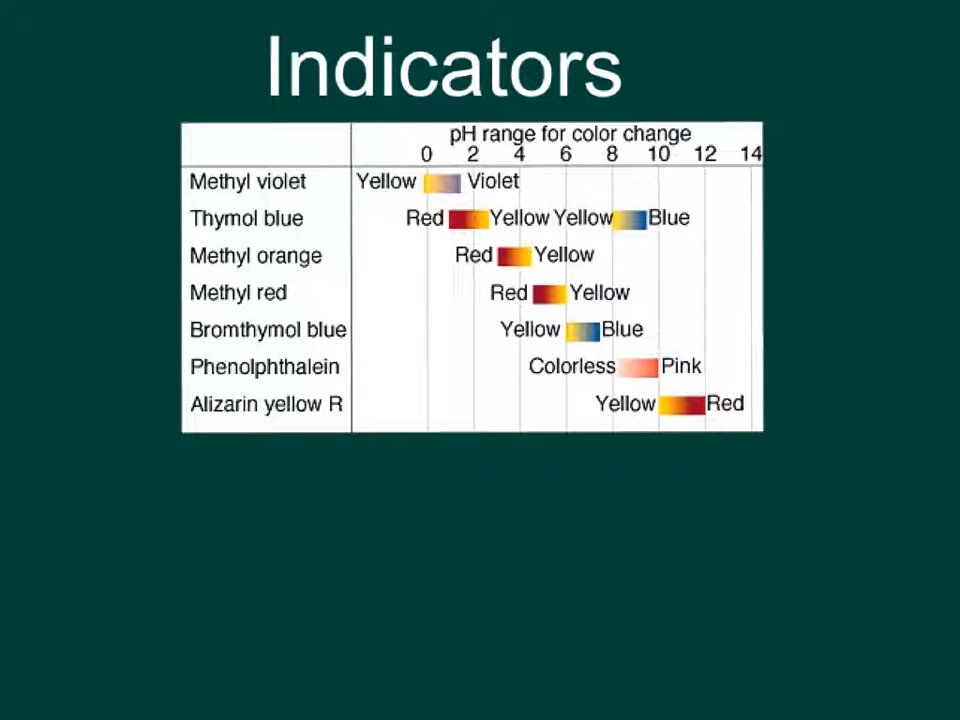 Indicators
pH range for color change
0 2 4 6 8 10 12 14
Methyl violet Yellow Violet
Thymol blue Red Yellow Yellow Blue
Methyl orange Red Yellow
Methyl red Red Yellow
Bromthymol blue Yellow Blue
Phenolphthalein Colorless Pink
Alizarin yellow R Yellow Red